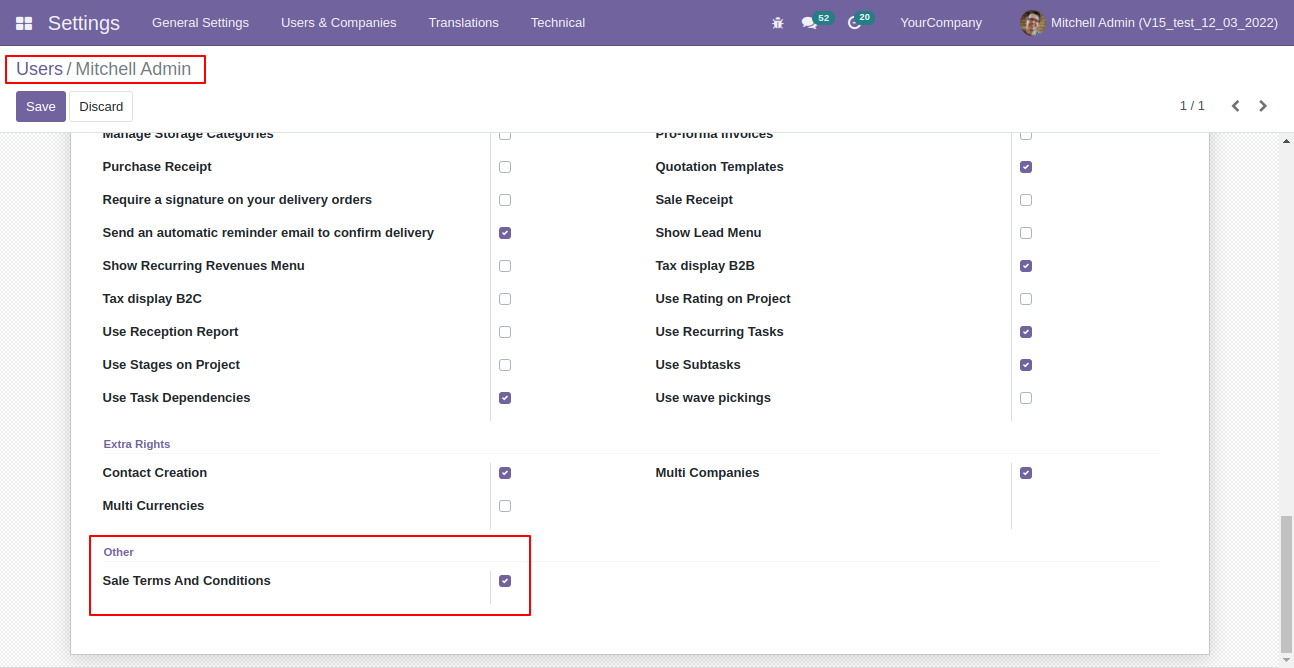 Settings General Settings Users & Companies Translations Technical 52 20 YourCompany Mitchell Admin (V15_test_12_03_2022)
Users / Mitchell Admin
Save Discard 1 / 1
Manage Storage Categories Pro-forma Invoices
Purchase Receipt Quotation Templates
Require a signature on your delivery orders Sale Receipt
Send an automatic reminder email to confirm delivery Show Lead Menu
Show Recurring Revenues Menu Tax display B2B
Tax display B2C Use Rating on Project
Use Reception Report Use Recurring Tasks
Use Stages on Project Use Subtasks
Use Task Dependencies Use wave pickings
Extra Rights
Contact Creation Multi Companies
Multi Currencies
Other
Sale Terms And Conditions